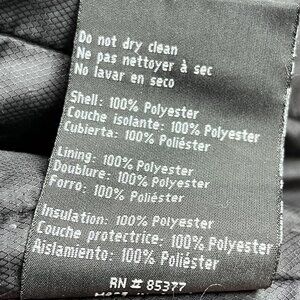 Do not dry clean
Ne pas nettoyer à sec
No lavar en seco
Shell: 100% Polyester
Couche isolante: 100% Polyester
Cubierta: 100% Poliéster
Lining: 100% Polyester
Doublure: 100% Polyester
Forro: 100% Poliéster
Insulation: 100% Polyester
Couche protectrice: 100% Polyester
Aislamiento: 100% Poliéster
RN # 85377